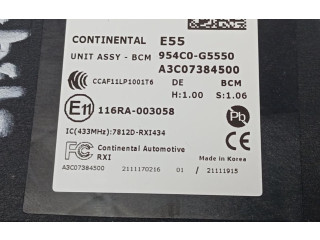 CONTINENTAL E55
UNIT ASSY - BCM 954C0-G5550
A3C07384500
CCAF11LP1001T6 DE BCM
H:1.00 S:1.06
E11 116RA-003058
Pb
IC(433MHz):7812D-RXI434
FC Continental Automotive
RXI
Made in Korea
A3C07384500 2111170216 01 / 21111915